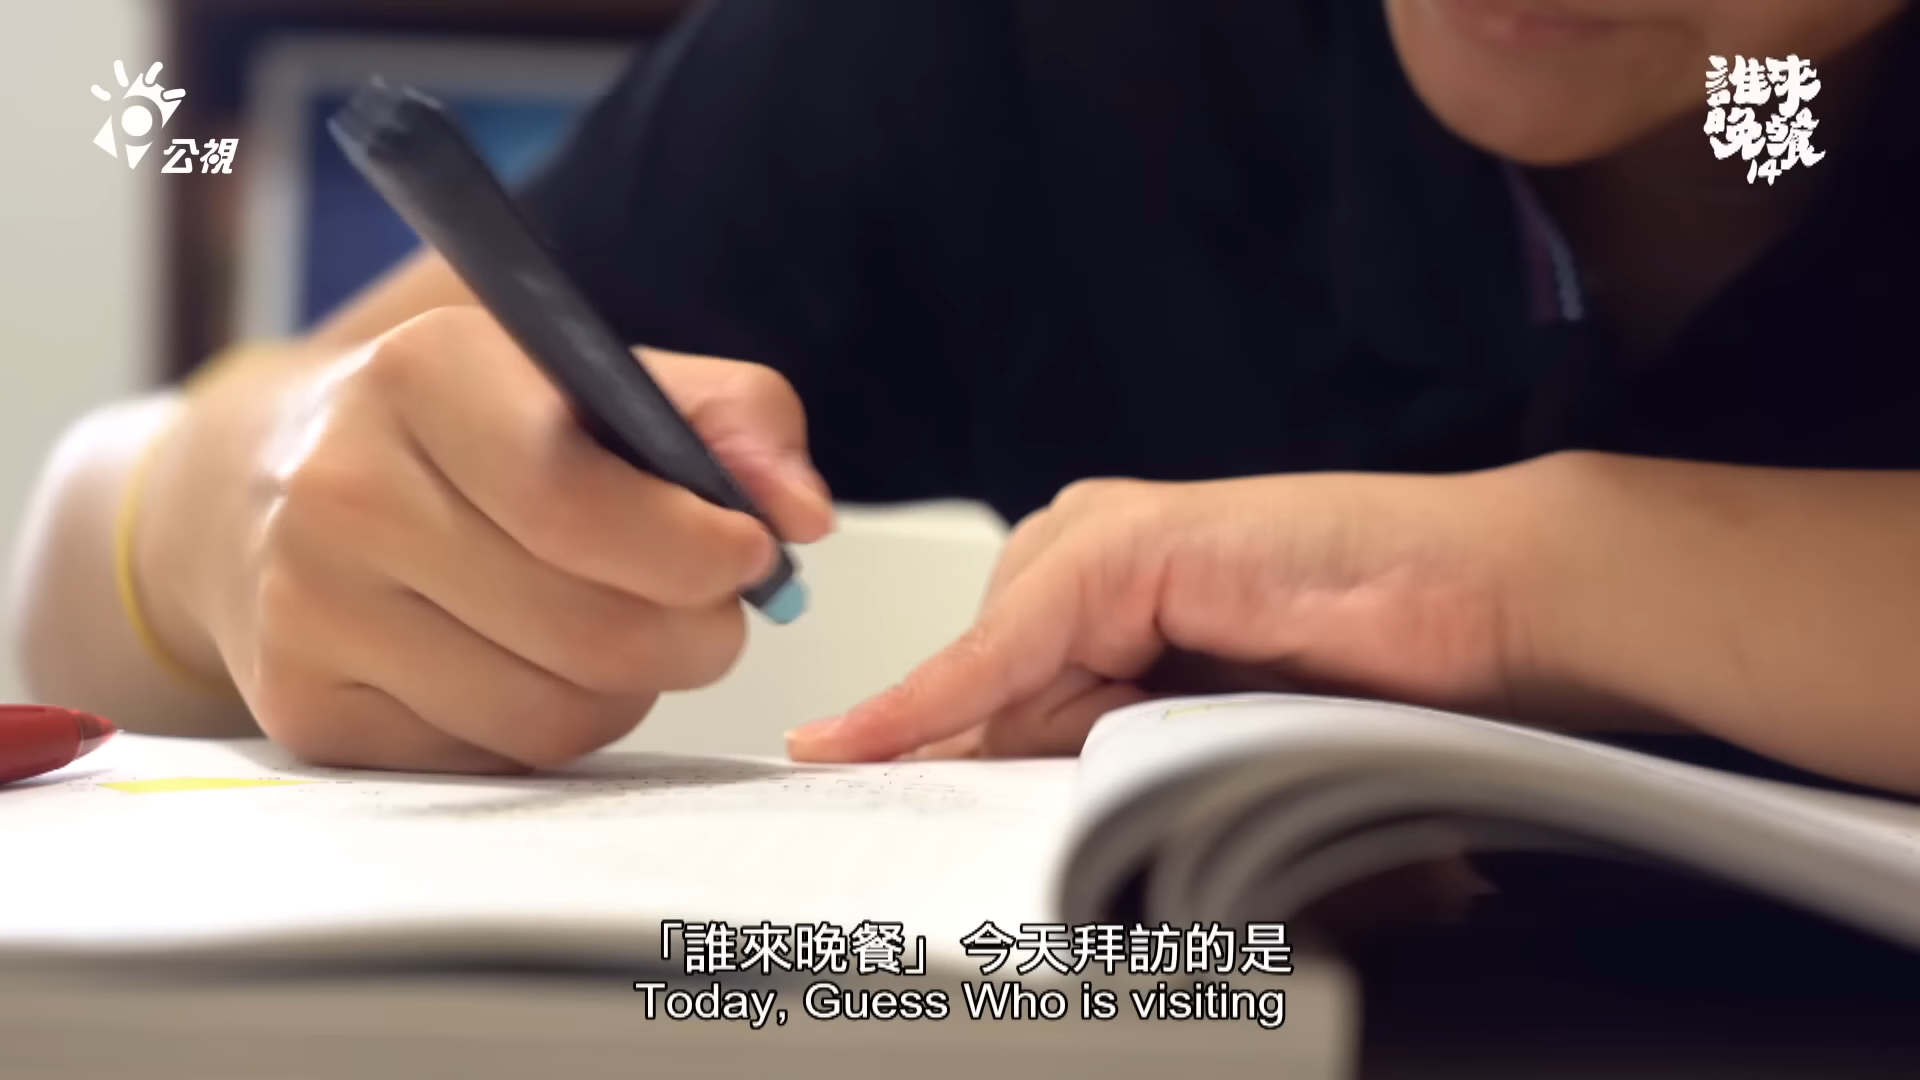 公視
誰來
晚餐
14
「誰來晚餐」今天拜訪的是
Today, Guess Who is visiting